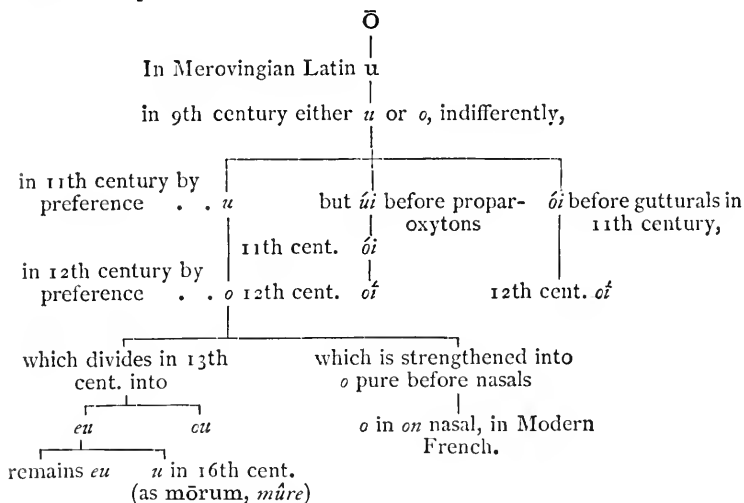 Ō
In Merovingian Latin u
in 9th century either u or o, indifferently,
in 11th century by
preference . . u
but úi before propar-
oxytons
ói before gutturals in
11th century,
11th cent. ói
in 12th century by
preference . . o
12th cent. oí
12th cent. oí
which divides in 13th
cent. into
which is strengthened into
o pure before nasals
eu
ou
o in on nasal, in Modern
French.
remains eu
u in 16th cent.
(as mōrum, mûre)